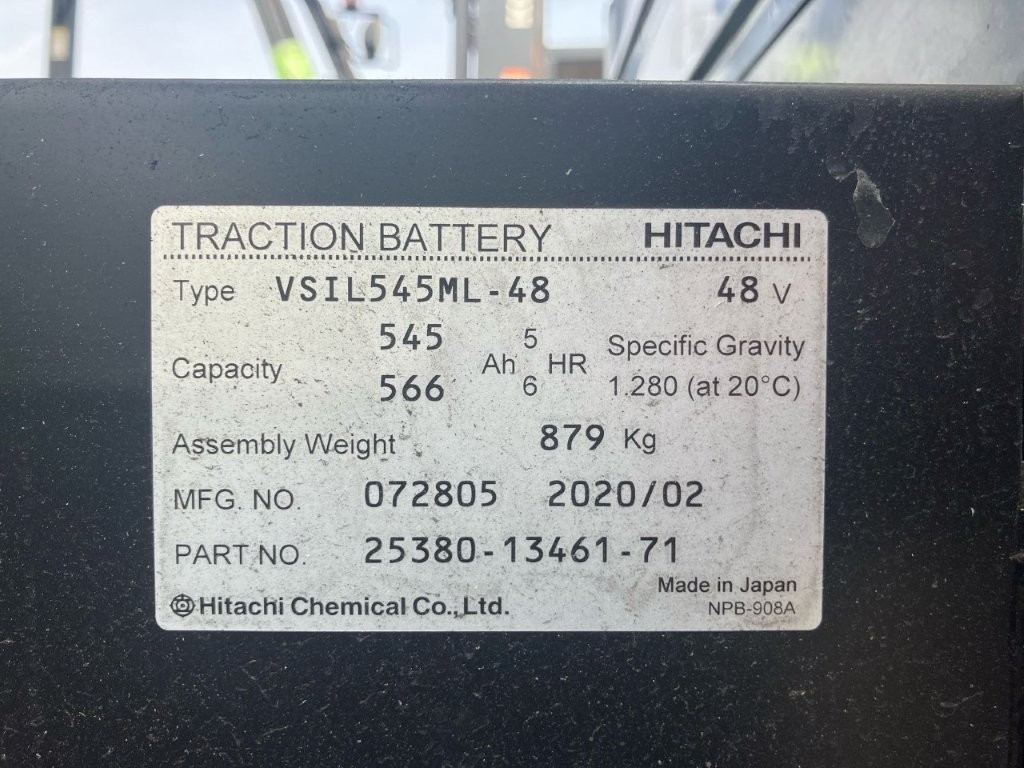 TRACTION BATTERY HITACHI
Type VSIL545ML-48 48 V
Capacity 545 Ah 5 HR Specific Gravity
566 6 1.280 (at 20°C)
Assembly Weight 879 Kg
MFG. NO. 072805 2020/02
PART NO. 25380-13461-71
Made in Japan
Hitachi Chemical Co.,Ltd. NPB-908A